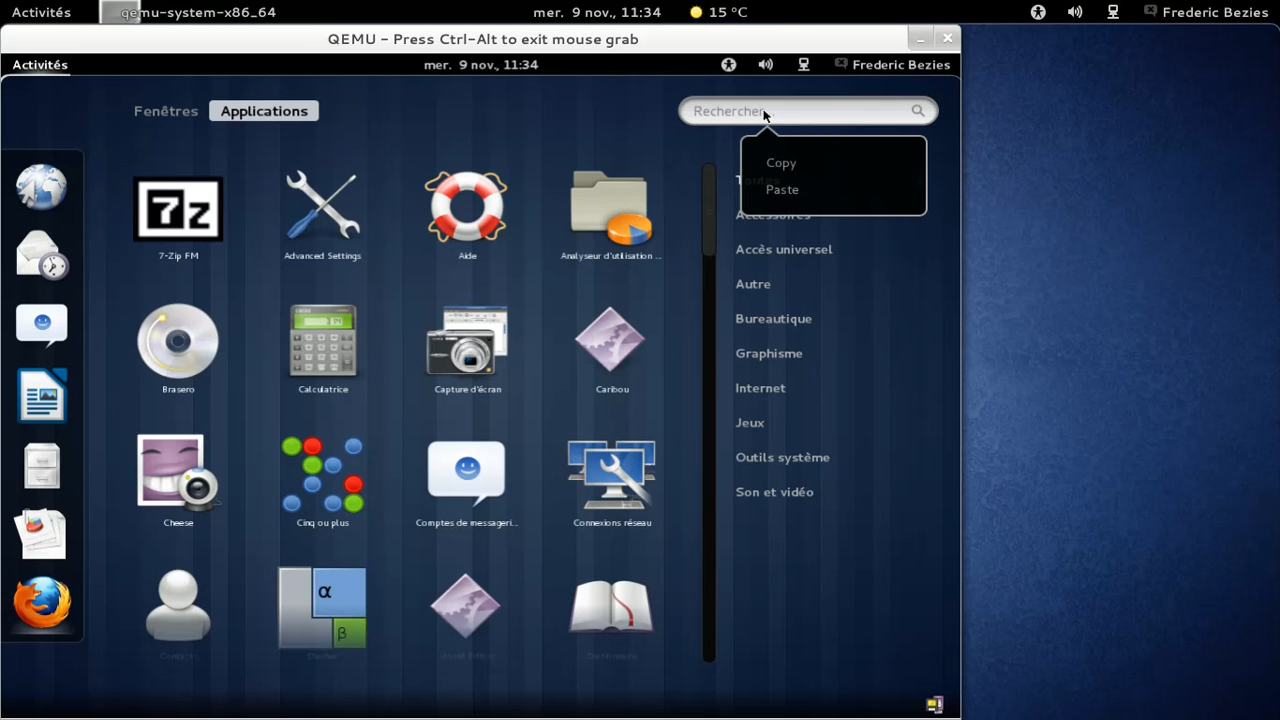 Activités
qemu-system-x86_64
mer. 9 nov., 11:34
15 °C
Frederic Bezies
QEMU - Press Ctrl-Alt to exit mouse grab
Activités
mer. 9 nov., 11:34
Frederic Bezies
Fenêtres
Applications
Rechercher...
Copy
Paste
7-Zip FM
Advanced Settings
Aide
Analyseur d'utilisation ...
Brasero
Calculatrice
Capture d'écran
Caribou
Cheese
Cinq ou plus
Comptes de messageri...
Connexions réseau
α
β
Accessoires
Accès universel
Autre
Bureautique
Graphisme
Internet
Jeux
Outils système
Son et vidéo